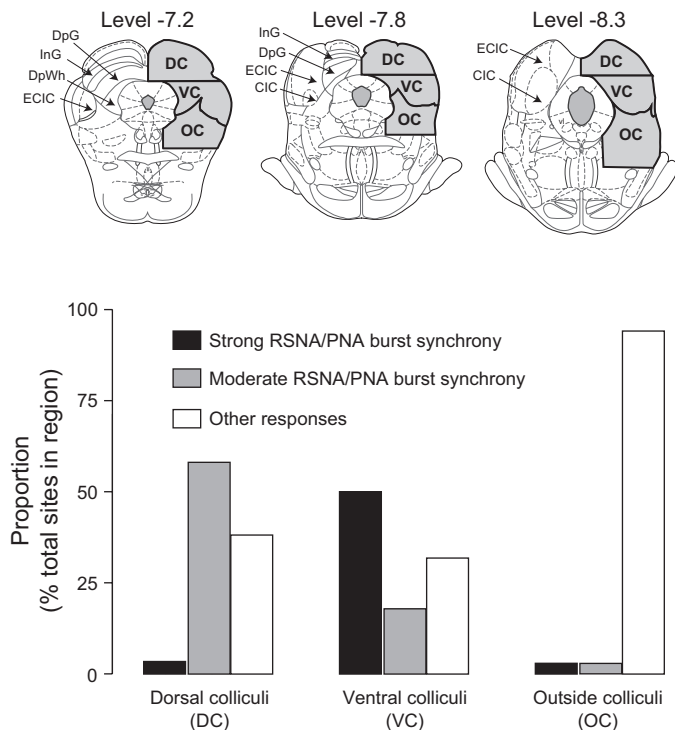 Level -7.2
Level -7.8
Level -8.3
DpG
InG
DpWh
ECIC
DC
VC
OC
InG
DpG
ECIC
CIC
DC
VC
OC
ECIC
CIC
DC
VC
OC
Proportion
(% total sites in region)
100
75
50
25
0
Strong RSNA/PNA burst synchrony
Moderate RSNA/PNA burst synchrony
Other responses
Dorsal colliculi
(DC)
Ventral colliculi
(VC)
Outside colliculi
(OC)